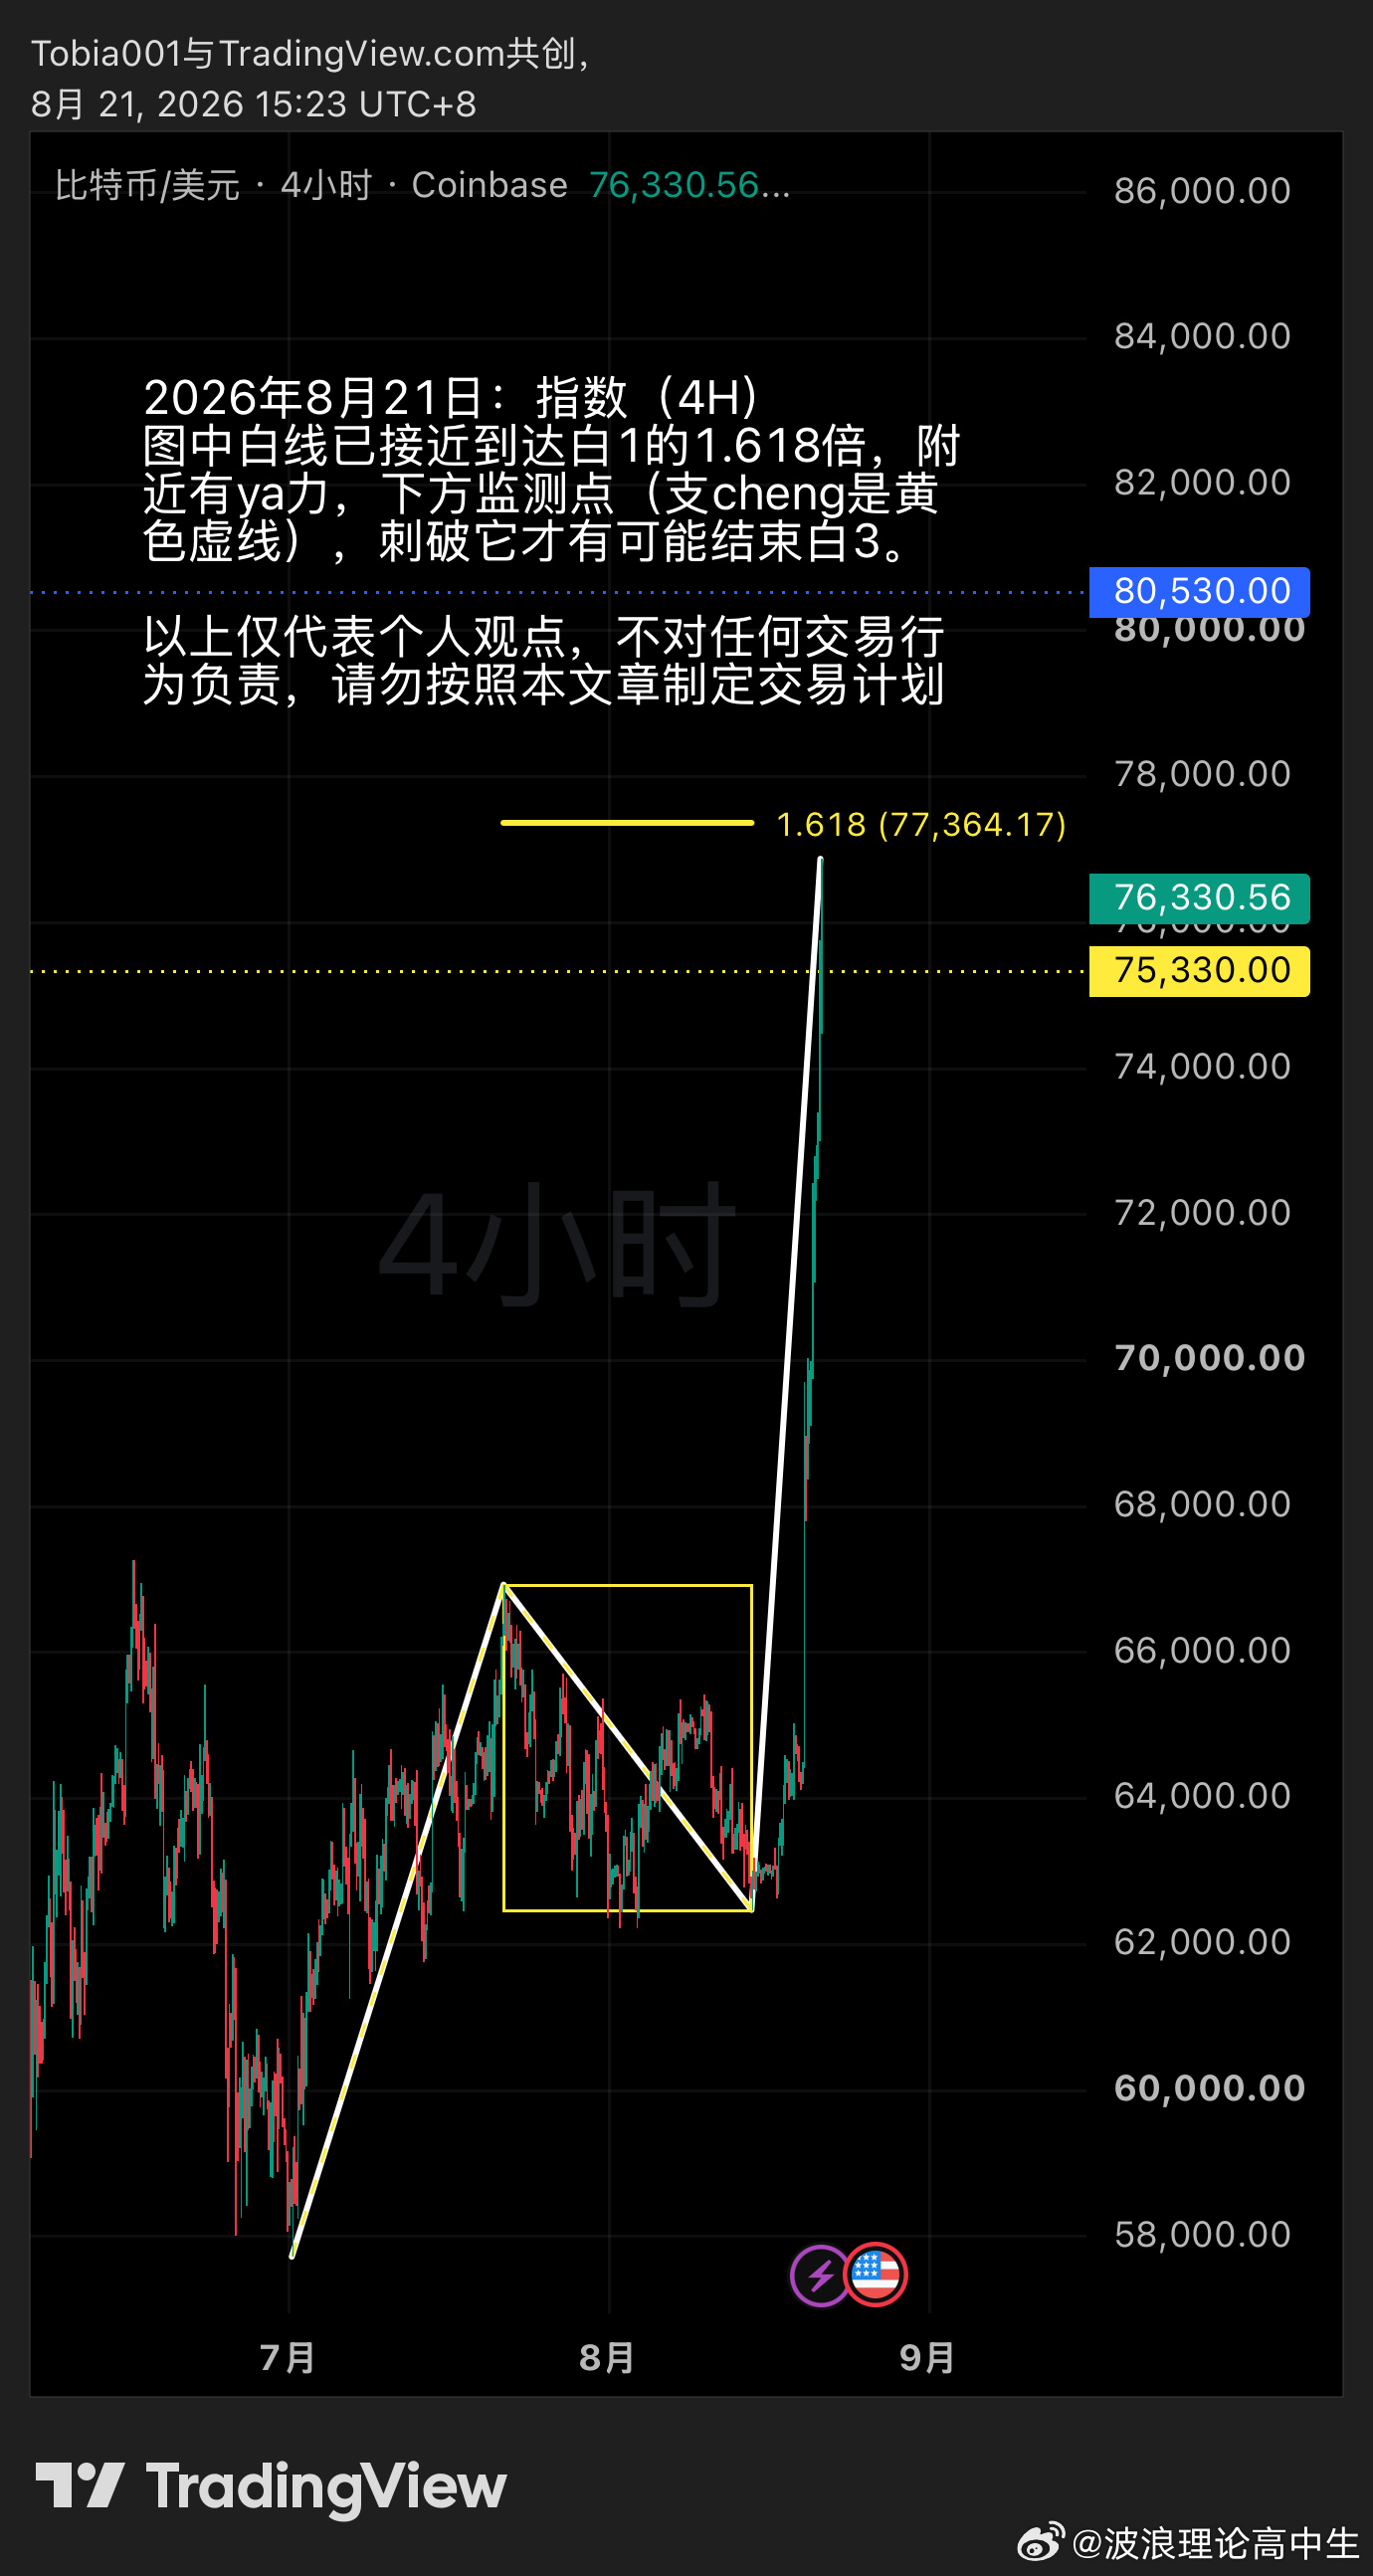 Tobia001与TradingView.com共创，
8月 21, 2026 15:23 UTC+8
比特币/美元 · 4小时 · Coinbase 76,330.56...
86,000.00
84,000.00
2026年8月21日：指数（4H）
图中白线已接近到达白1的1.618倍，附
近有ya力，下方监测点（支cheng是黄
色虚线），刺破它才有可能结束白3。
82,000.00
80,530.00
80,000.00
以上仅代表个人观点，不对任何交易行
为负责，请勿按照本文章制定交易计划
78,000.00
1.618 (77,364.17)
76,330.56
76,000.00
75,330.00
74,000.00
4小时
72,000.00
70,000.00
68,000.00
66,000.00
64,000.00
62,000.00
60,000.00
58,000.00
7月 8月 9月
TradingView
@波浪理论高中生